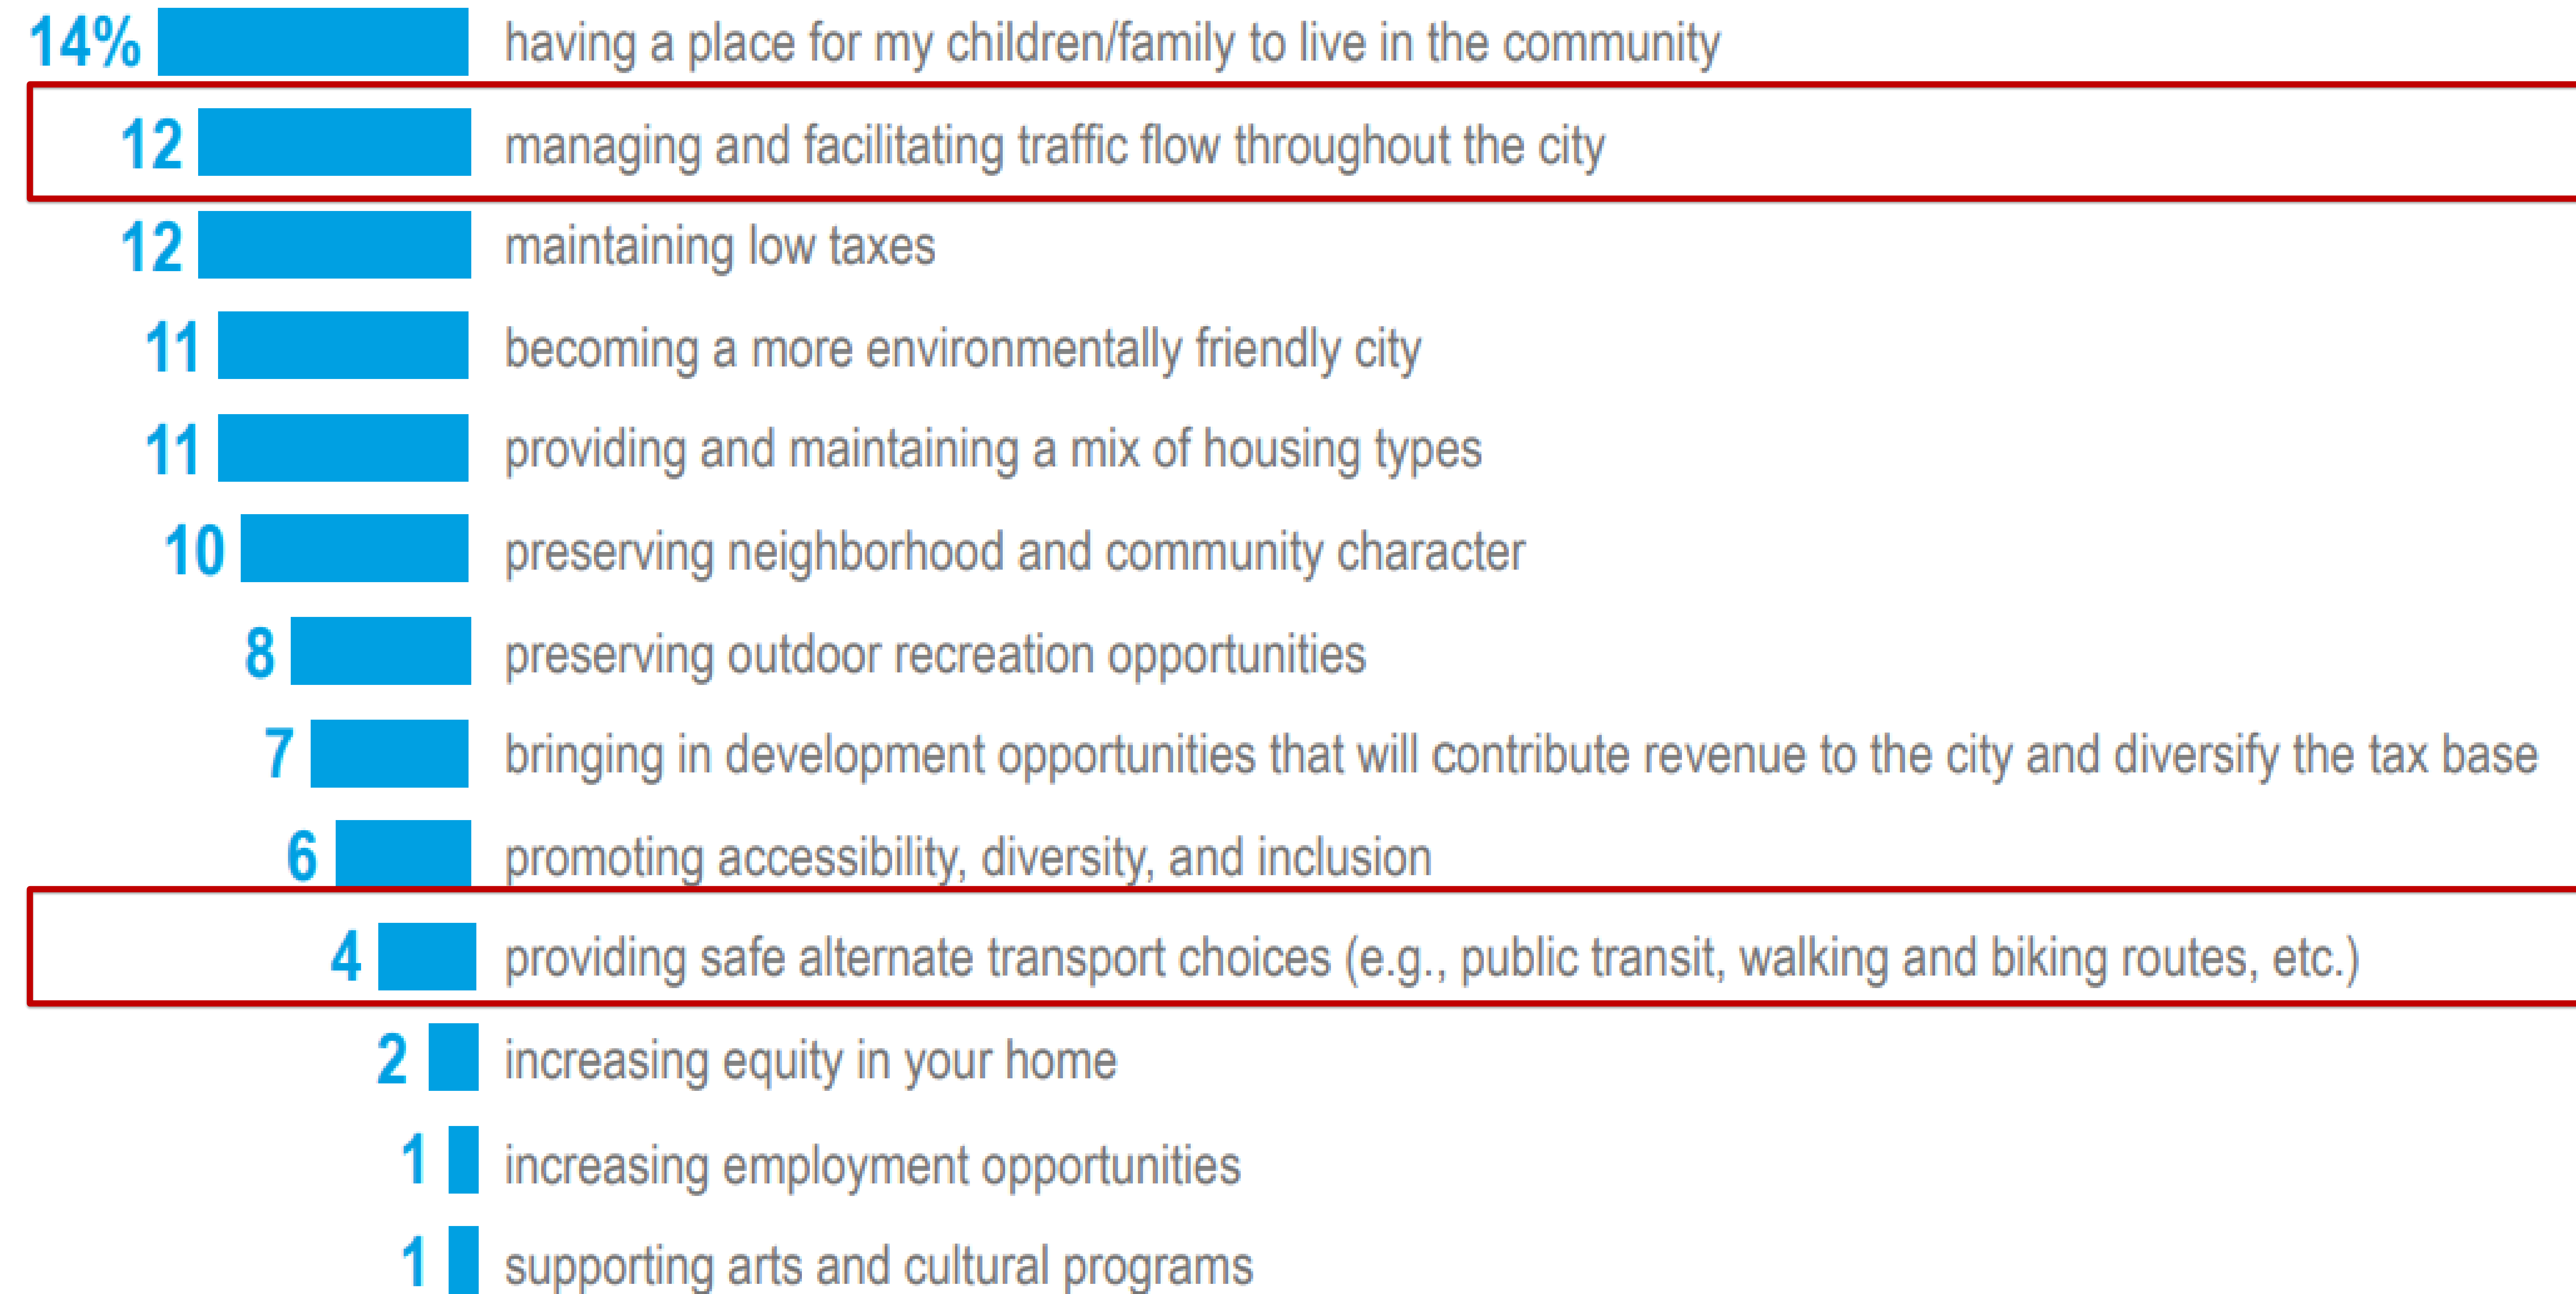 14% having a place for my children/family to live in the community
12 managing and facilitating traffic flow throughout the city
12 maintaining low taxes
11 becoming a more environmentally friendly city
11 providing and maintaining a mix of housing types
10 preserving neighborhood and community character
8 preserving outdoor recreation opportunities
7 bringing in development opportunities that will contribute revenue to the city and diversify the tax base
6 promoting accessibility, diversity, and inclusion
4 providing safe alternate transport choices (e.g., public transit, walking and biking routes, etc.)
2 increasing equity in your home
1 increasing employment opportunities
1 supporting arts and cultural programs